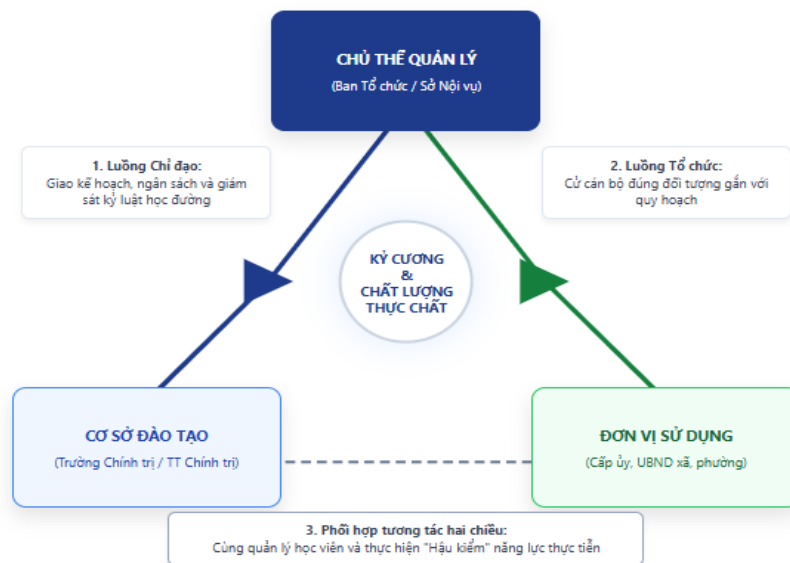 CHỦ THỂ QUẢN LÝ
(Ban Tổ chức / Sở Nội vụ)
1. Luồng Chỉ đạo:
Giao kế hoạch, ngân sách và giám
sát kỷ luật học đường
2. Luồng Tổ chức:
Cử cán bộ đúng đối tượng gắn với
quy hoạch
KỶ CƯƠNG
&
CHẤT LƯỢNG
THỰC CHẤT
CƠ SỞ ĐÀO TẠO
(Trường Chính trị / TT Chính trị)
ĐƠN VỊ SỬ DỤNG
(Cấp ủy, UBND xã, phường)
3. Phối hợp tương tác hai chiều:
Cùng quản lý học viên và thực hiện "Hậu kiểm" năng lực thực tiễn